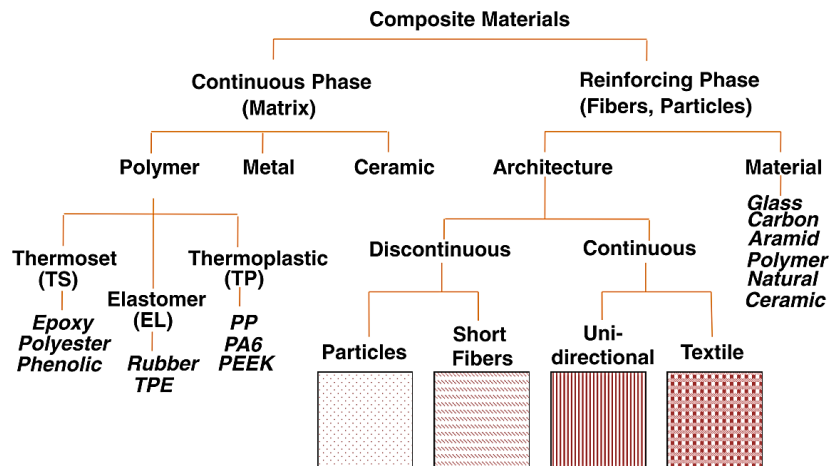 Composite Materials
Continuous Phase
(Matrix)
Reinforcing Phase
(Fibers, Particles)
Polymer
Metal
Ceramic
Architecture
Material
Glass
Carbon
Aramid
Polymer
Natural
Ceramic
Thermoset
(TS)
Epoxy
Polyester
Phenolic
Elastomer
(EL)
Rubber
TPE
Thermoplastic
(TP)
PP
PA6
PEEK
Discontinuous
Continuous
Particles
Short
Fibers
Uni-
directional
Textile